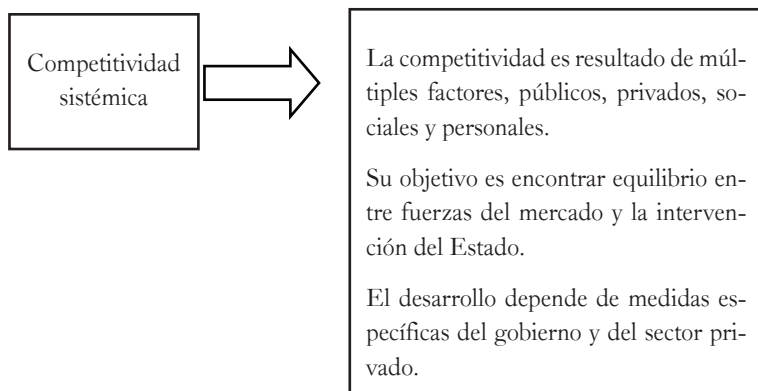 Competitividad
sistémica
La competitividad es resultado de múl-
tiples factores, públicos, privados, so-
ciales y personales.
Su objetivo es encontrar equilibrio en-
tre fuerzas del mercado y la interven-
ción del Estado.
El desarrollo depende de medidas es-
pecíficas del gobierno y del sector pri-
vado.